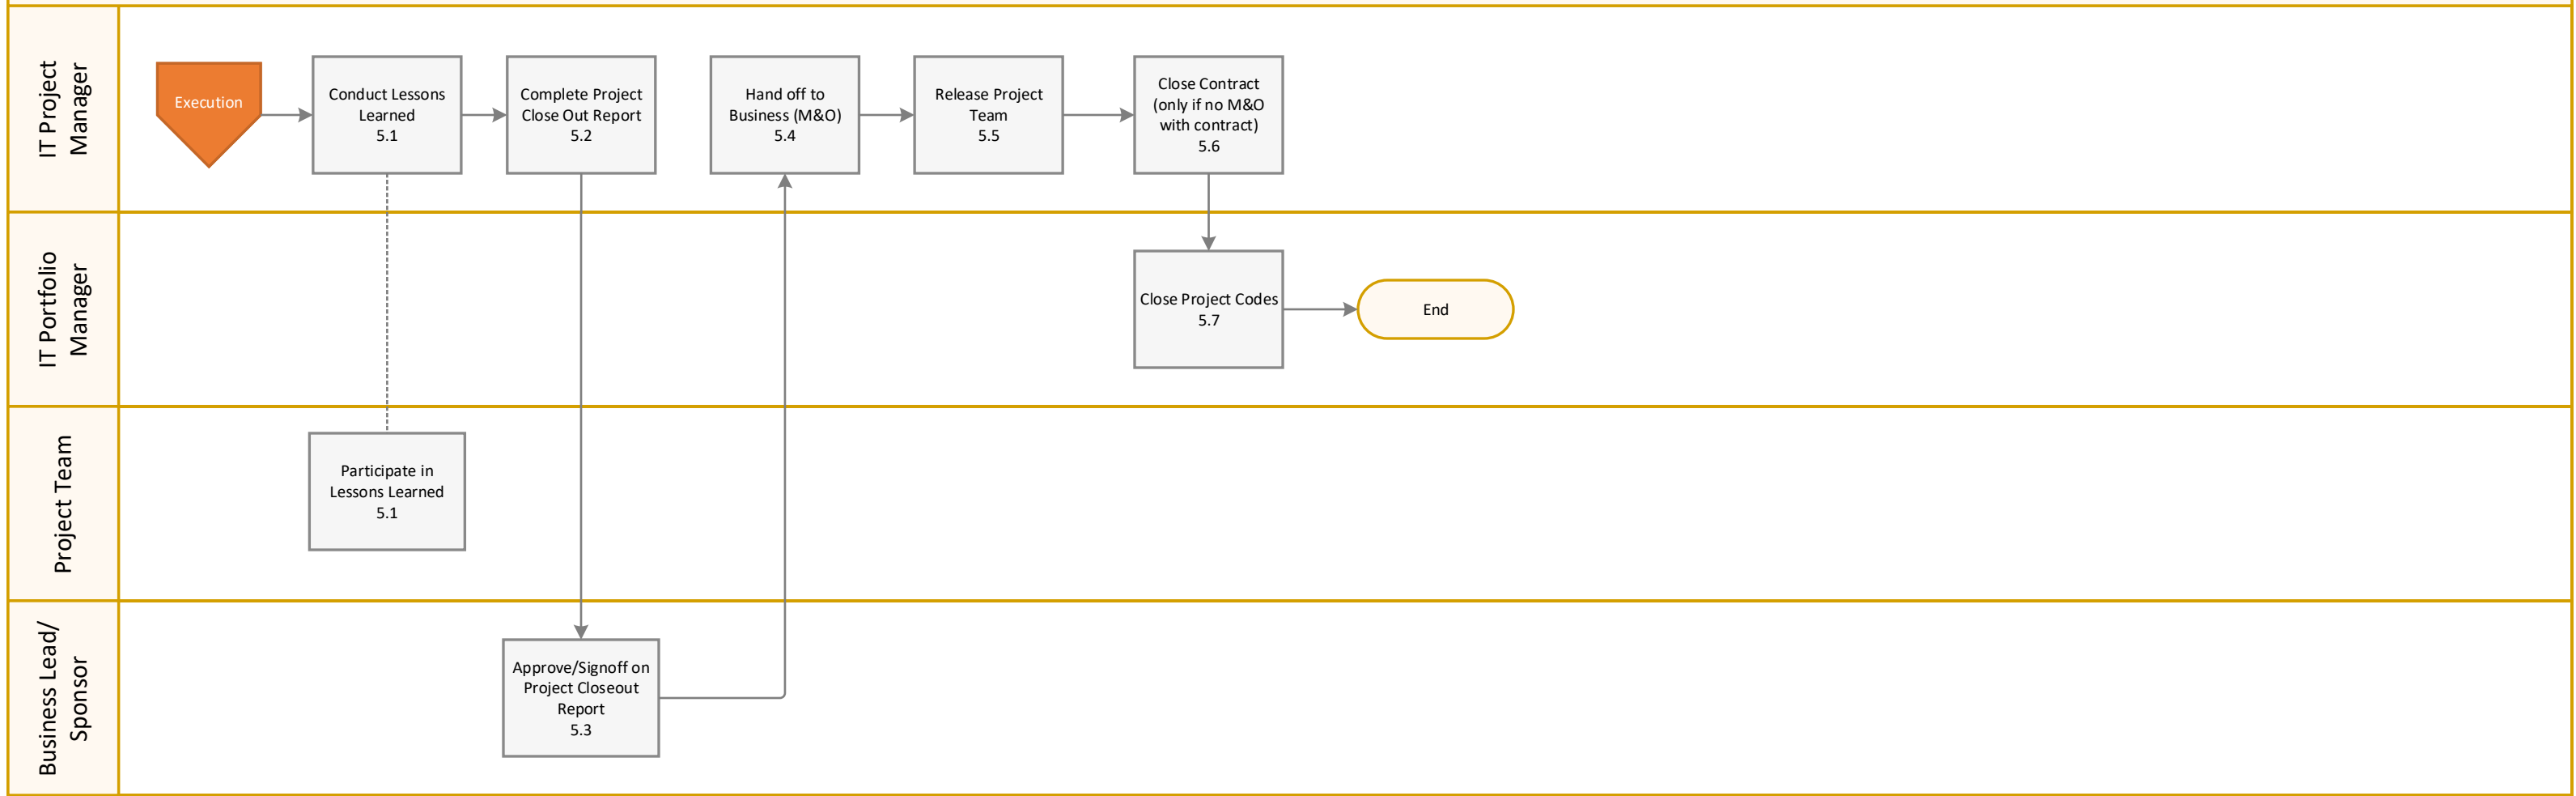 IT Project
Manager
Execution
Conduct Lessons
Learned
5.1
Complete Project
Close Out Report
5.2
Hand off to
Business (M&O)
5.4
Release Project
Team
5.5
Close Contract
(only if no M&O
with contract)
5.6
IT Portfolio
Manager
Close Project Codes
5.7
End
Project Team
Participate in
Lessons Learned
5.1
Business Lead/
Sponsor
Approve/Signoff on
Project Closeout
Report
5.3